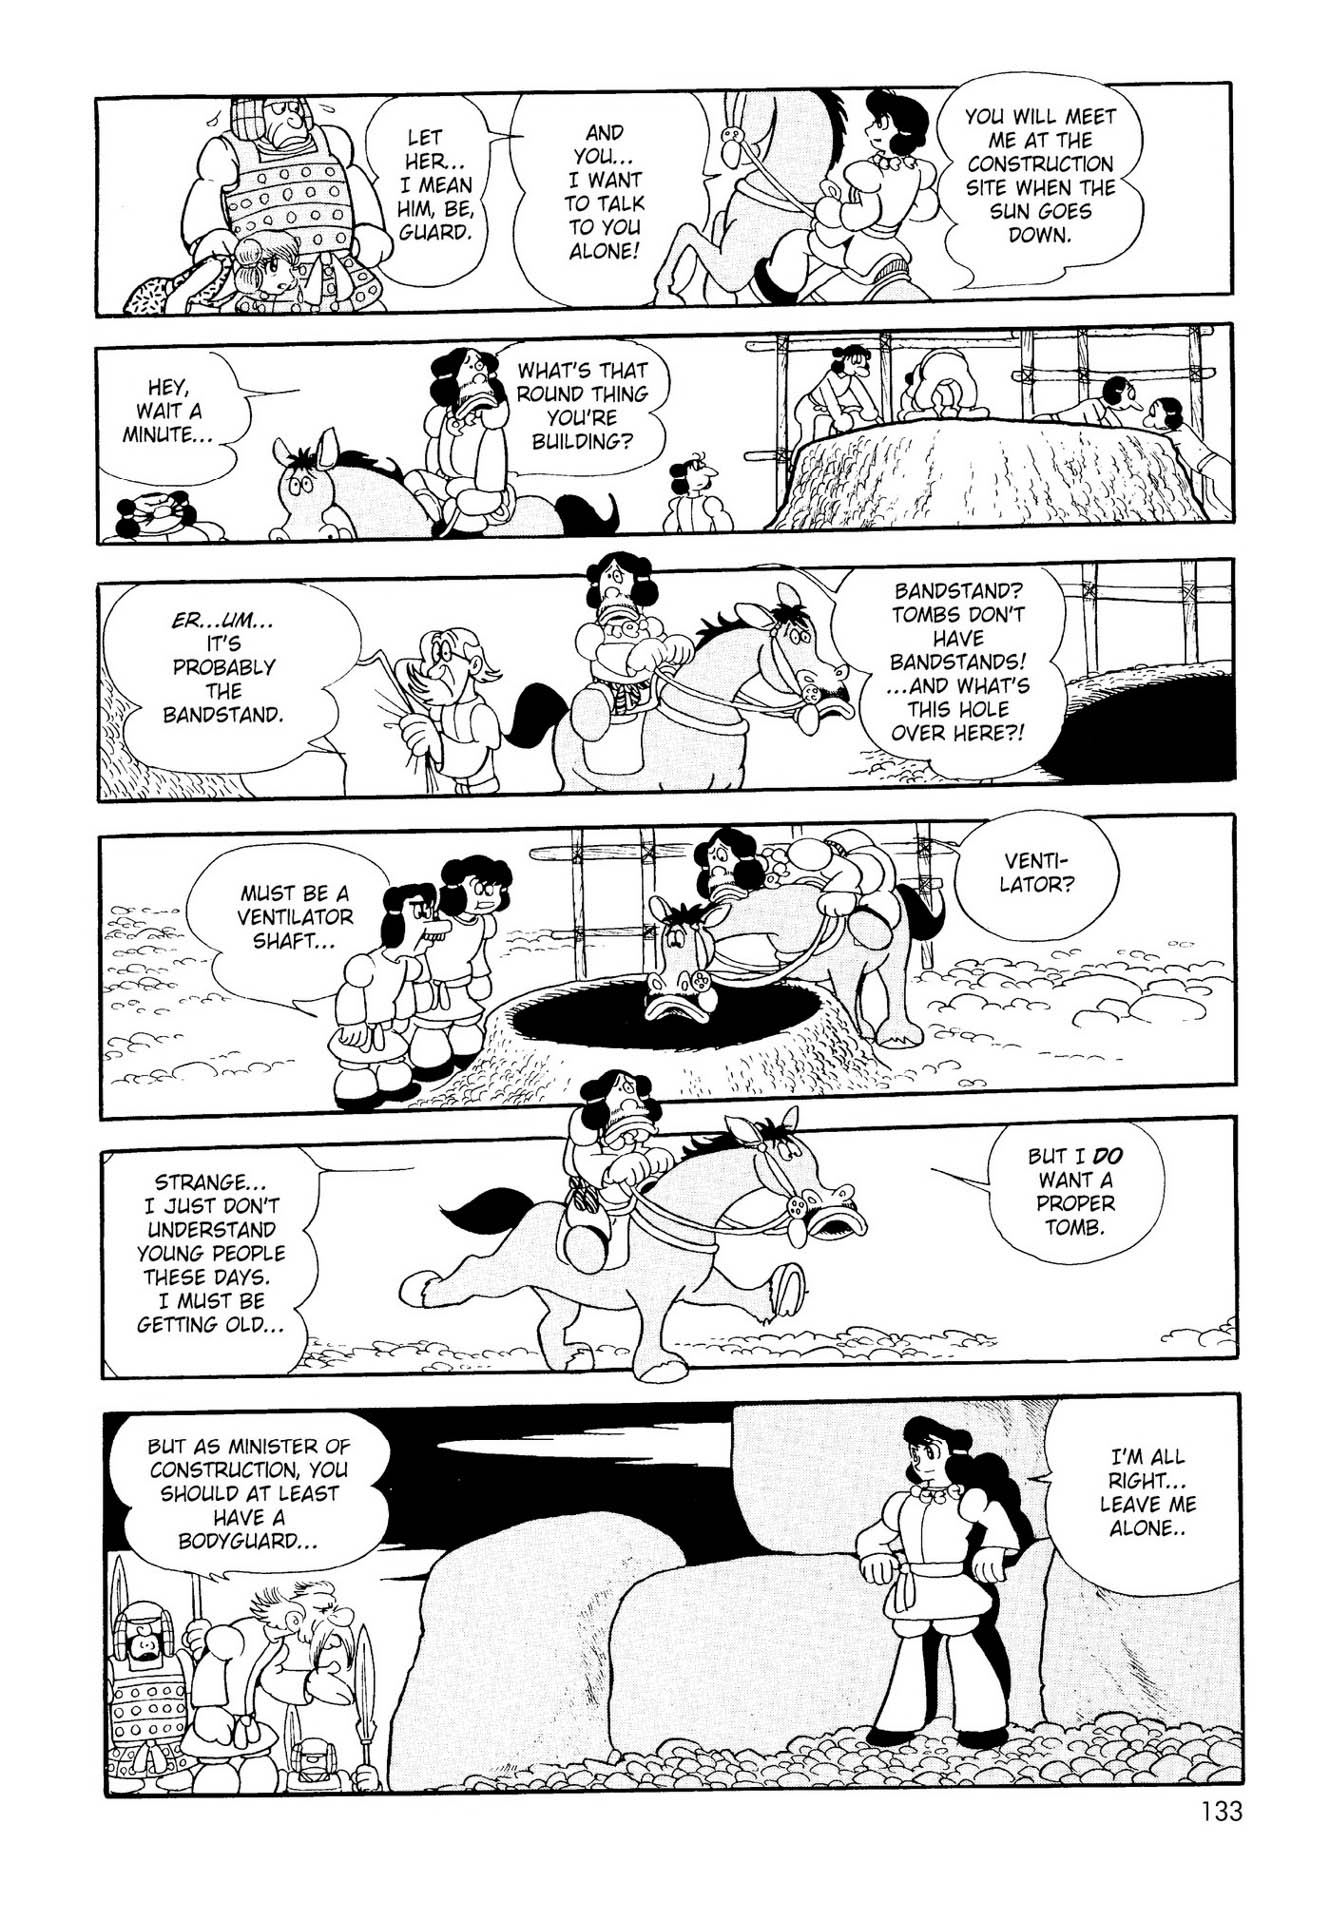 LET
HER...
I MEAN
HIM, BE,
GUARD.
AND
YOU...
I WANT
TO TALK
TO YOU
ALONE!
YOU WILL MEET
ME AT THE
CONSTRUCTION
SITE WHEN THE
SUN GOES
DOWN.
HEY,
WAIT A
MINUTE...
WHAT'S THAT
ROUND THING
YOU'RE
BUILDING?
ER...UM...
IT'S
PROBABLY
THE
BANDSTAND.
BANDSTAND?
TOMBS DON'T
HAVE
BANDSTANDS!
...AND WHAT'S
THIS HOLE
OVER HERE?!
MUST BE A
VENTILATOR
SHAFT...
VENTI-
LATOR?
STRANGE...
I JUST DON'T
UNDERSTAND
YOUNG PEOPLE
THESE DAYS.
I MUST BE
GETTING OLD...
BUT I DO
WANT A
PROPER
TOMB.
BUT AS MINISTER OF
CONSTRUCTION, YOU
SHOULD AT LEAST
HAVE A
BODYGUARD...
I'M ALL
RIGHT...
LEAVE ME
ALONE..
133